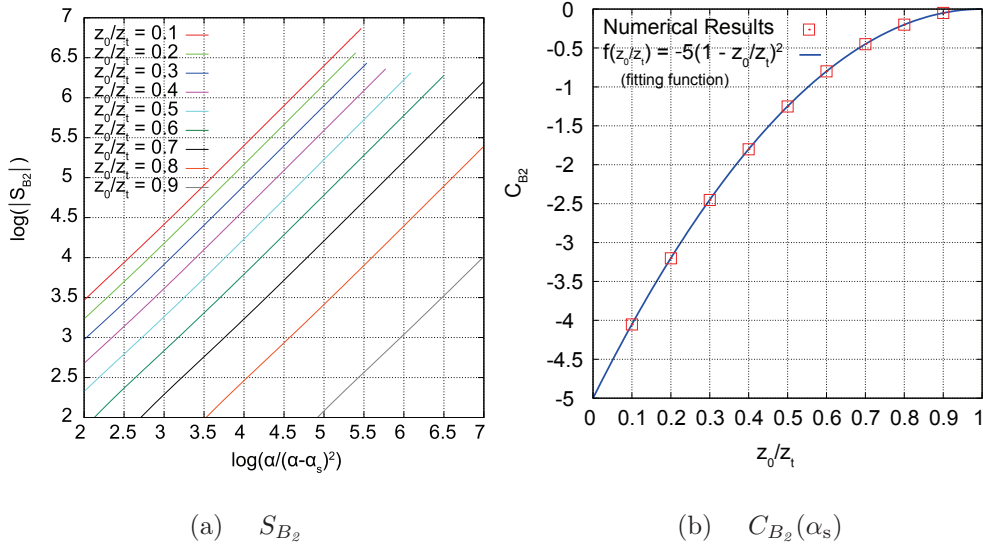 7
6.5
6
5.5
5
4.5
4
3.5
3
2.5
2
log(|S_B2|)
z_0/z_t = 0.1
z_0/z_t = 0.2
z_0/z_t = 0.3
z_0/z_t = 0.4
z_0/z_t = 0.5
z_0/z_t = 0.6
z_0/z_t = 0.7
z_0/z_t = 0.8
z_0/z_t = 0.9
2 2.5 3 3.5 4 4.5 5 5.5 6 6.5 7
log(α/(α-α_s)²)
(a) S_B₂
0
-0.5
-1
-1.5
-2
-2.5
-3
-3.5
-4
-4.5
-5
C_B2
Numerical Results
f(z_0/z_t) = -5(1 - z_0/z_t)²
(fitting function)
0 0.1 0.2 0.3 0.4 0.5 0.6 0.7 0.8 0.9 1
z_0/z_t
(b) C_B₂(α_s)